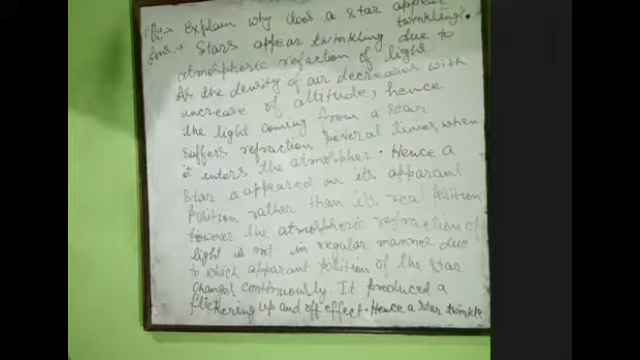 Explain why does a star appear
twinkling?
Ans → Stars appear twinkling due to
atmospheric refaction of light
As the density of air decreases with
increase of altitude, hence
the light coming from a star
suffers refraction several times when
it enters the atmospher. Hence a
star a appeared on its apparant
position rather than its real position
however the atmospheric refraction of
light is not in regular manner due
to which apparant position of the star
changes continuously. It produced a
flickering up and off effect. Hence a star twinkle